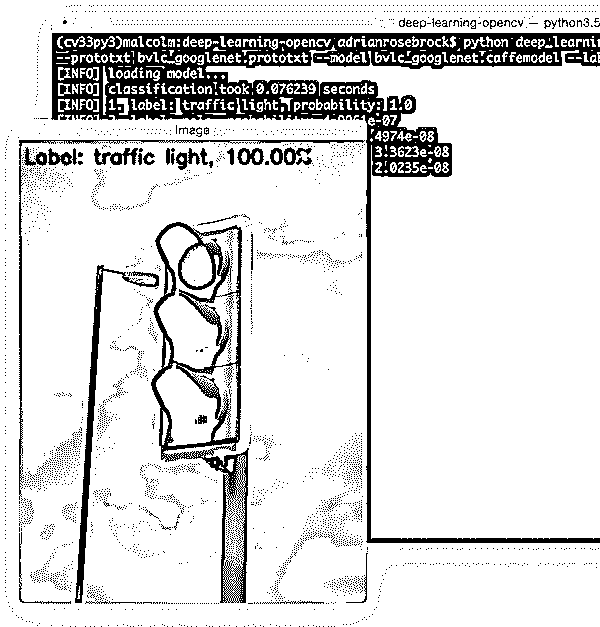 deep-learning-opencv — python3.5
(cv33py3)malcolm:deep-learning-opencv adrianrosebrock$ python deep_learnin
--prototxt bvlc_googlenet.prototxt --model bvlc_googlenet.caffemodel --lab
[INFO] loading model...
[INFO] classification took 0.076239 seconds
[INFO] 1. label: traffic light, probability: 1.0
e-07
4974e-08
3.3623e-08
2.0235e-08
Image
Label: traffic light, 100.00%